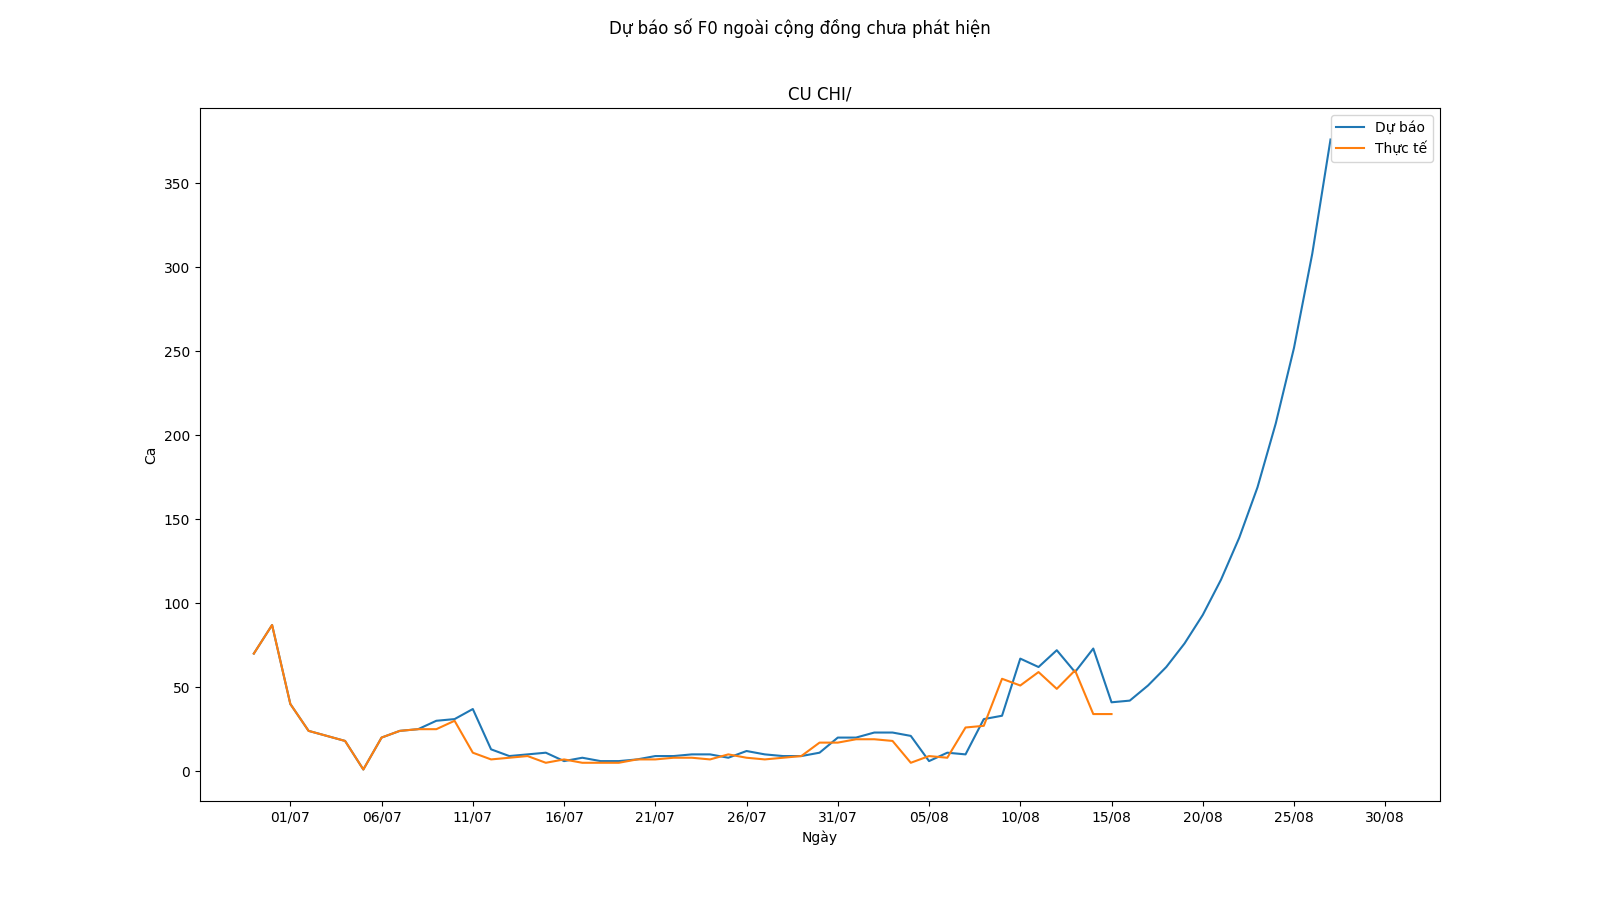 Dự báo số F0 ngoài cộng đồng chưa phát hiện
CU CHI/
Dự báo
Thực tế
350
300
250
200
150
100
50
0
Ca
01/07 06/07 11/07 16/07 21/07 26/07 31/07 05/08 10/08 15/08 20/08 25/08 30/08
Ngày